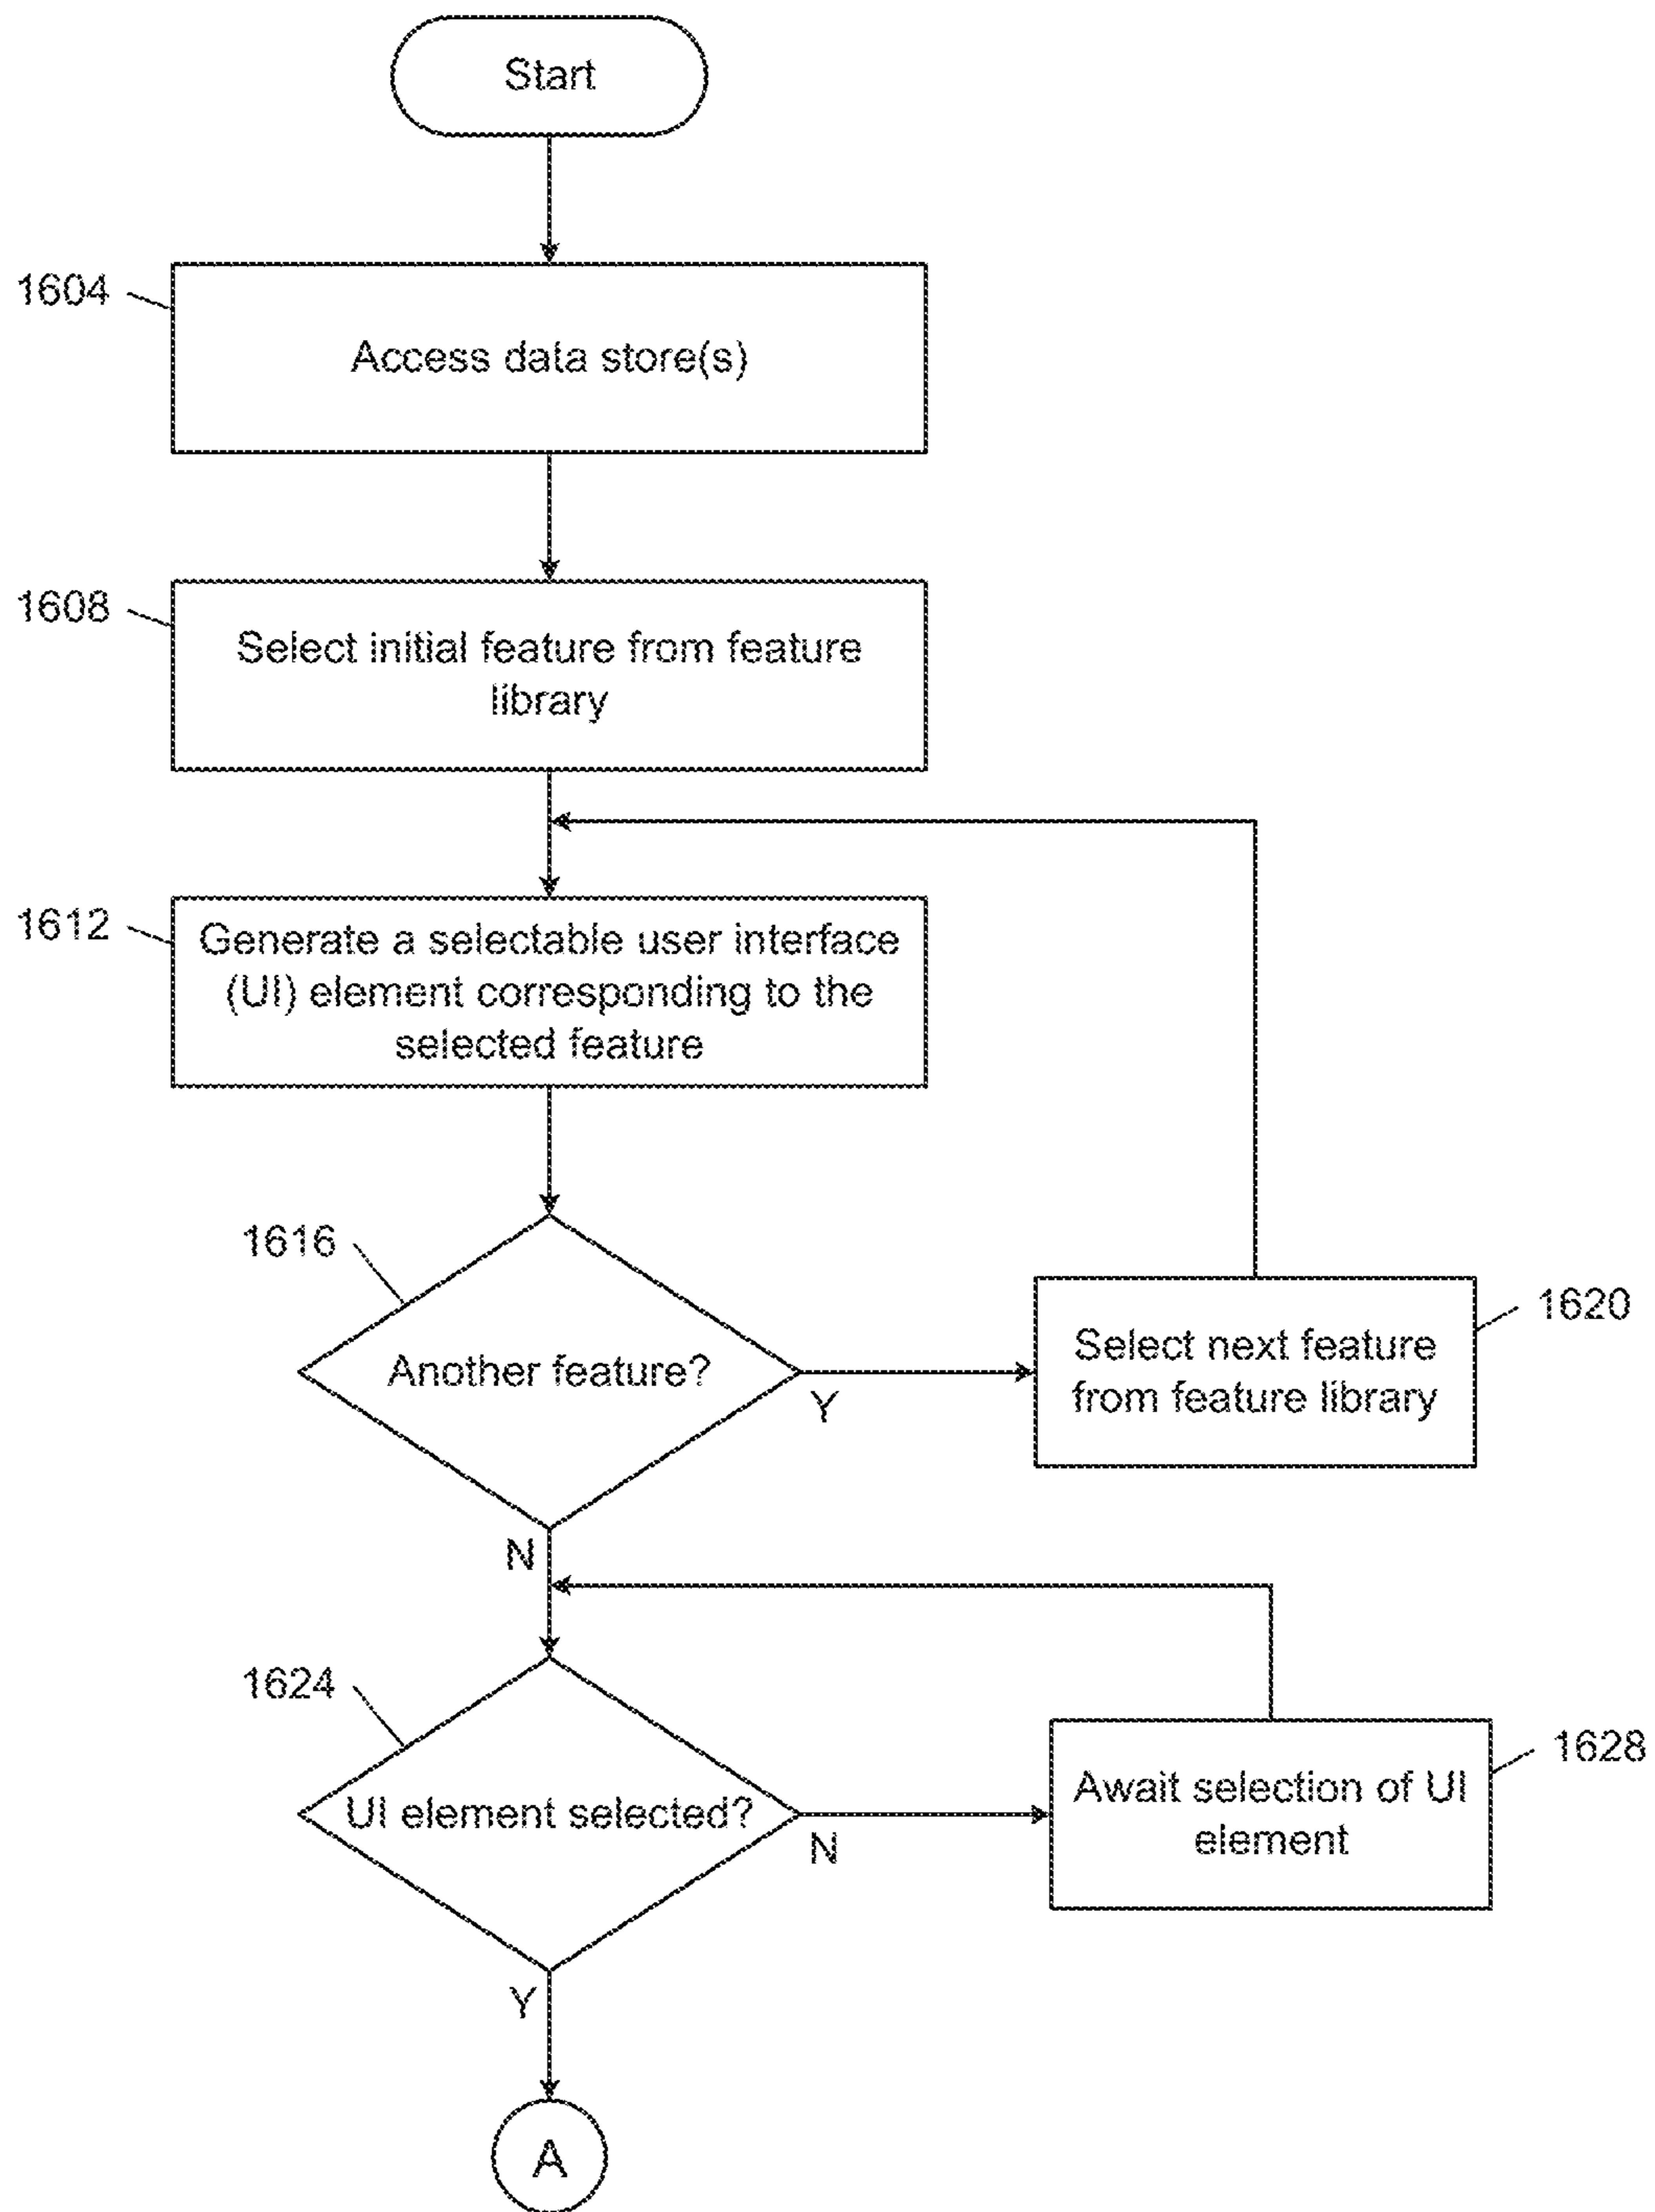 Start
1604
Access data store(s)
1608
Select initial feature from feature
library
1612
Generate a selectable user interface
(UI) element corresponding to the
selected feature
1616
Another feature?
Y
1620
Select next feature
from feature library
N
1624
UI element selected?
N
1628
Await selection of UI
element
Y
A